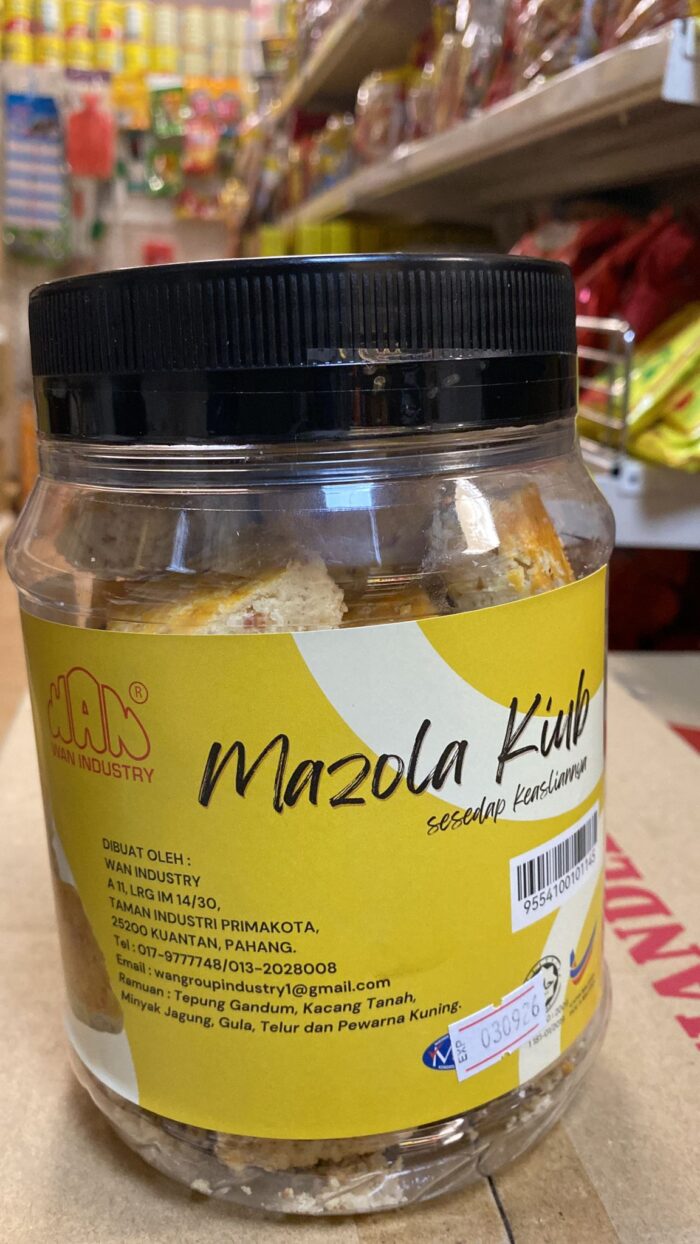 WAN ®
WAN INDUSTRY
Mazola Kiub
sesedap Keasliannya
DIBUAT OLEH :
WAN INDUSTRY
A 11, LRG IM 14/30,
TAMAN INDUSTRI PRIMAKOTA,
25200 KUANTAN, PAHANG.
Tel : 017-9777748/013-2028008
Email : wangroupindustry1@gmail.com
Ramuan : Tepung Gandum, Kacang Tanah,
Minyak Jagung, Gula, Telur dan Pewarna Kuning.
9554100101145
EXP 030926